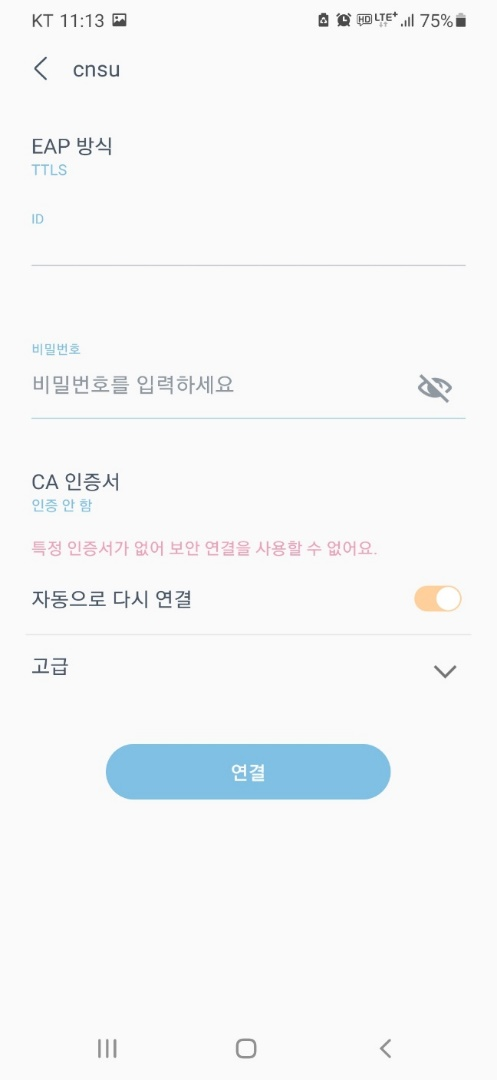 KT 11:13 HD LTE+ 75%
cnsu
EAP 방식
TTLS
ID
비밀번호
비밀번호를 입력하세요
CA 인증서
인증 안 함
특정 인증서가 없어 보안 연결을 사용할 수 없어요.
자동으로 다시 연결
고급
연결